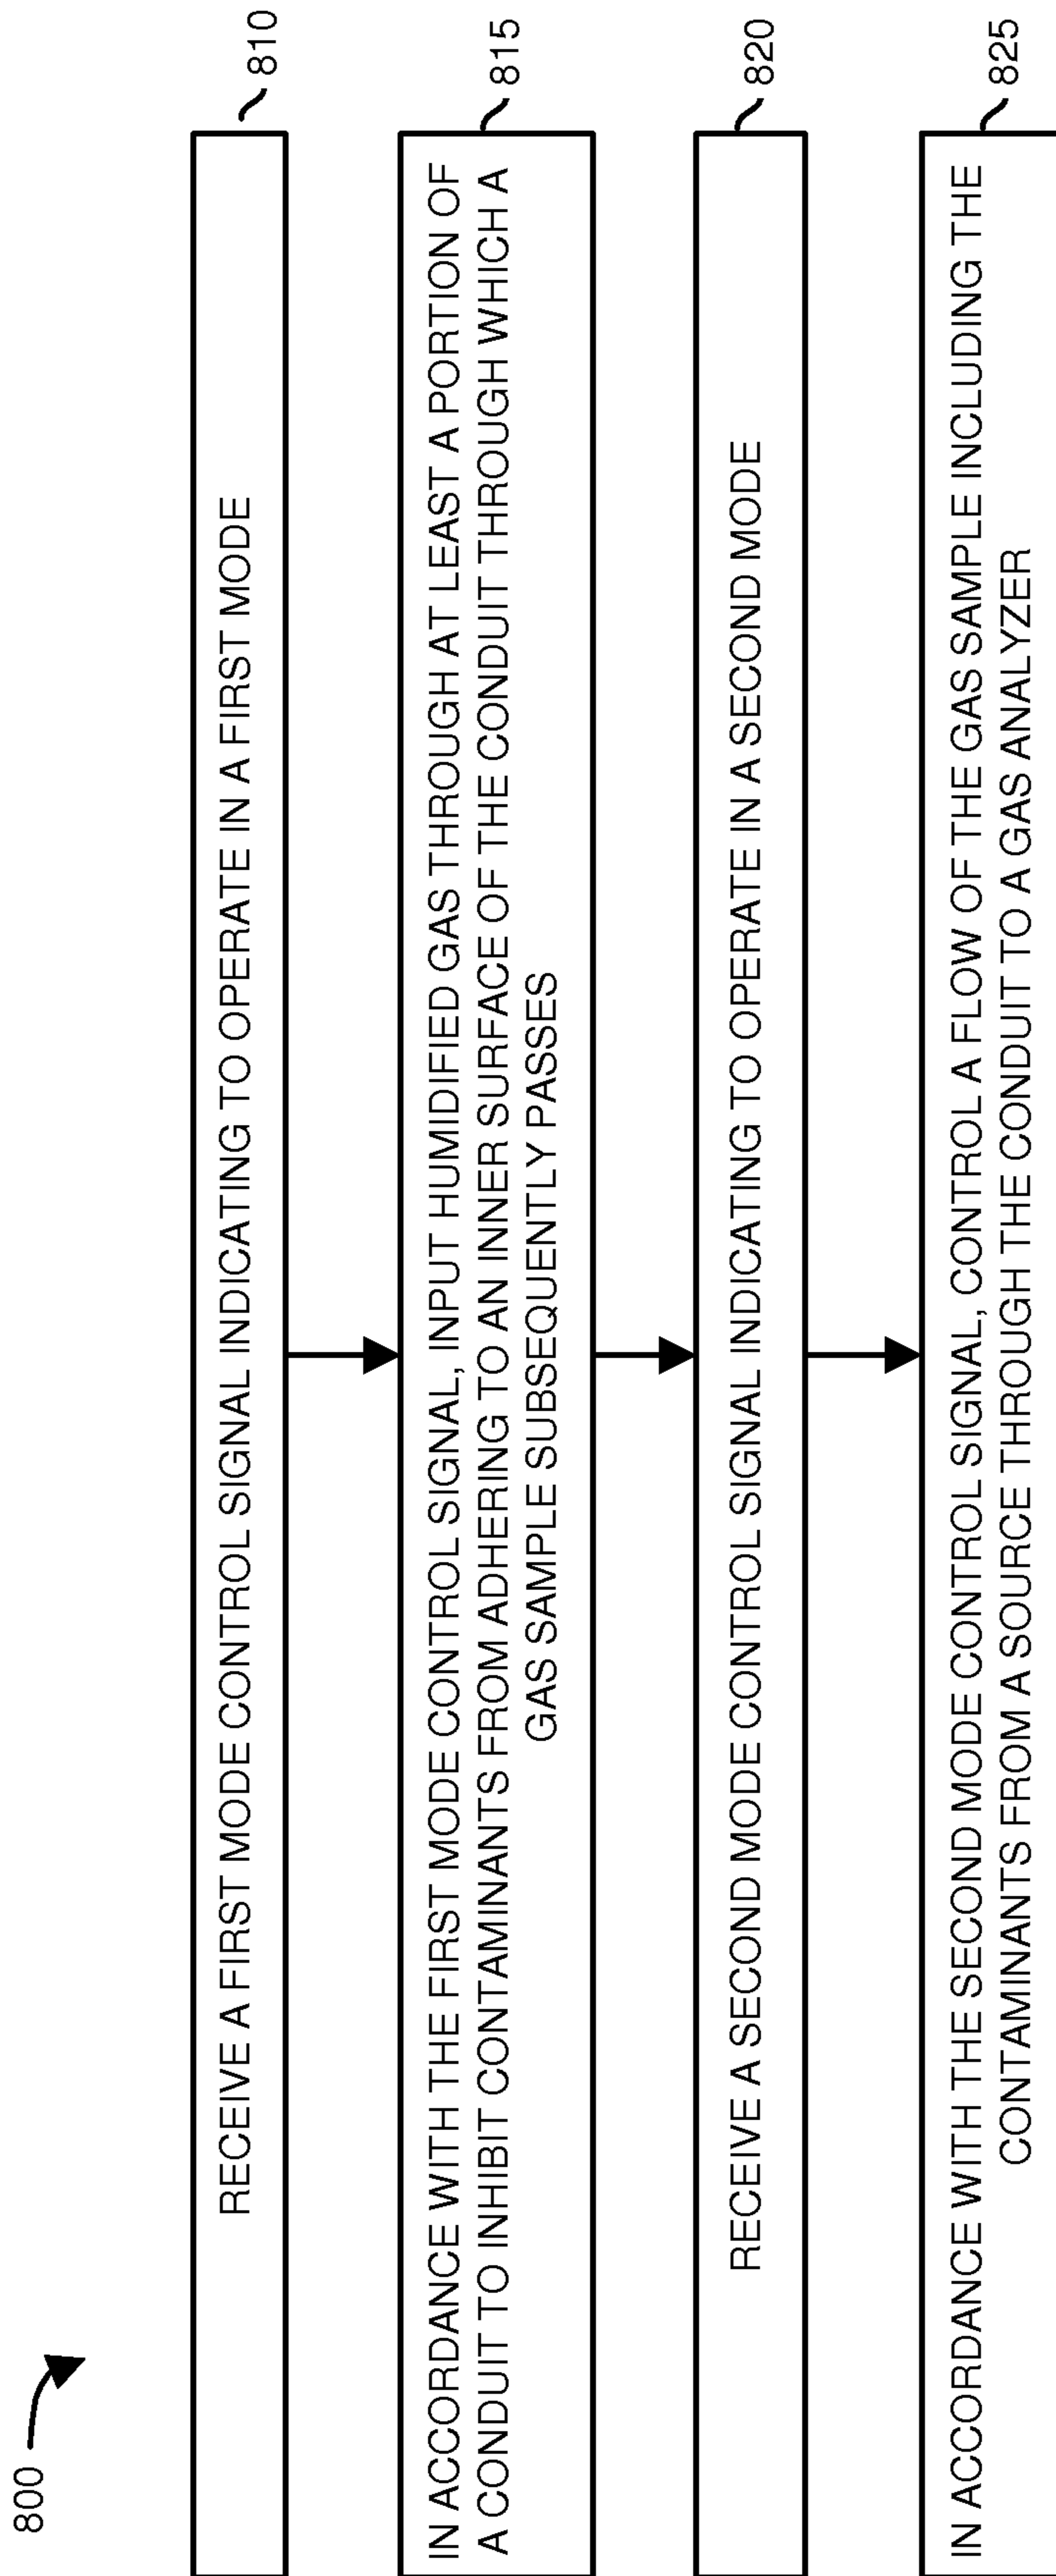 800
RECEIVE A FIRST MODE CONTROL SIGNAL INDICATING TO OPERATE IN A FIRST MODE
810
IN ACCORDANCE WITH THE FIRST MODE CONTROL SIGNAL, INPUT HUMIDIFIED GAS THROUGH AT LEAST A PORTION OF
A CONDUIT TO INHIBIT CONTAMINANTS FROM ADHERING TO AN INNER SURFACE OF THE CONDUIT THROUGH WHICH A
GAS SAMPLE SUBSEQUENTLY PASSES
815
RECEIVE A SECOND MODE CONTROL SIGNAL INDICATING TO OPERATE IN A SECOND MODE
820
IN ACCORDANCE WITH THE SECOND MODE CONTROL SIGNAL, CONTROL A FLOW OF THE GAS SAMPLE INCLUDING THE
CONTAMINANTS FROM A SOURCE THROUGH THE CONDUIT TO A GAS ANALYZER
825